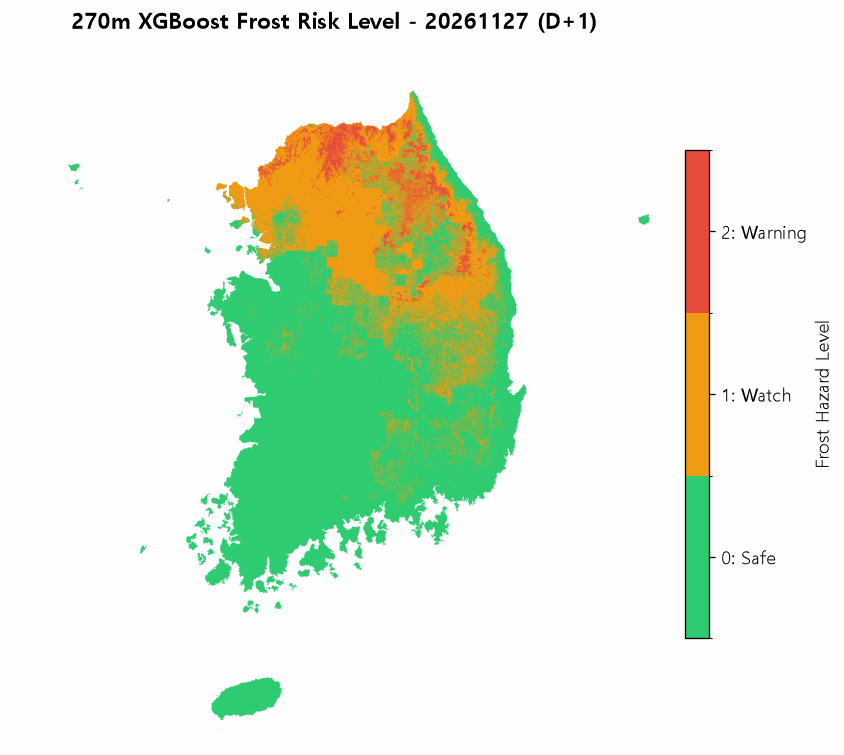 270m XGBoost Frost Risk Level - 20261127 (D+1)
2: Warning
1: Watch
0: Safe
Frost Hazard Level